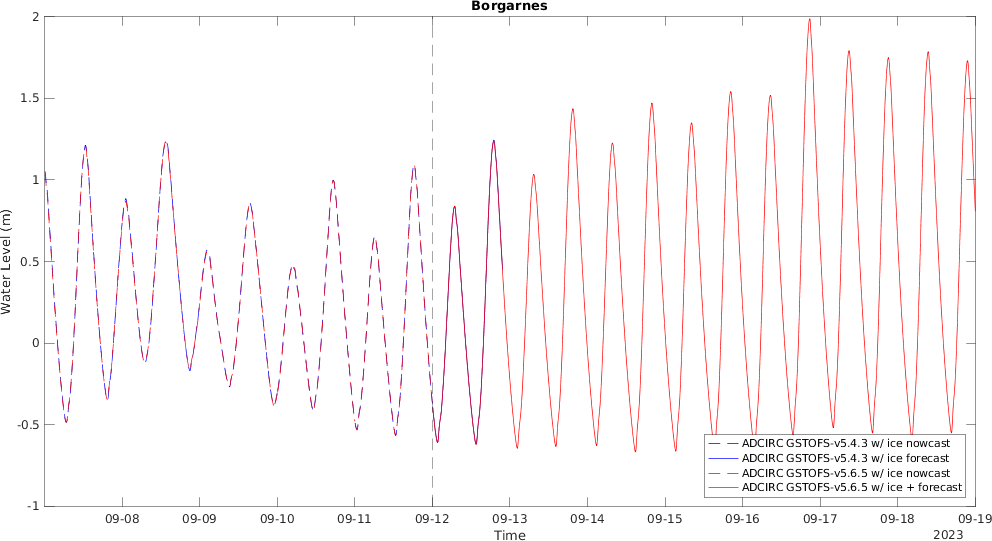 Borgarnes
2
1.5
1
0.5
0
-0.5
-1
Water Level (m)
ADCIRC GSTOFS-v5.4.3 w/ ice nowcast
ADCIRC GSTOFS-v5.4.3 w/ ice forecast
ADCIRC GSTOFS-v5.6.5 w/ ice nowcast
ADCIRC GSTOFS-v5.6.5 w/ ice + forecast
09-08 09-09 09-10 09-11 09-12 09-13 09-14 09-15 09-16 09-17 09-18 09-19
Time
2023